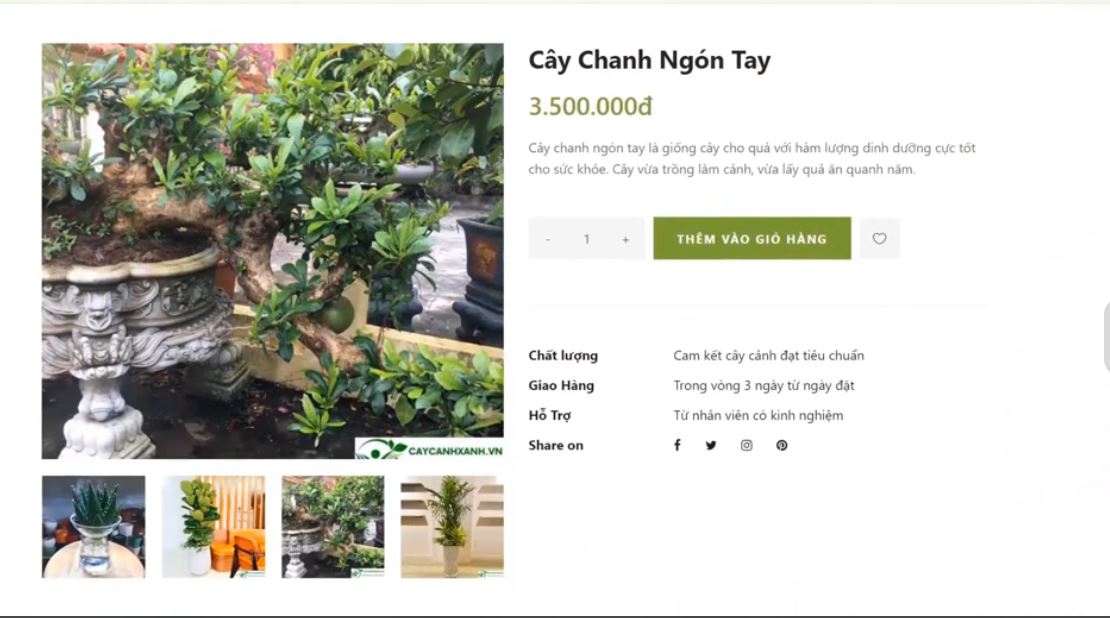 Cây Chanh Ngón Tay
3.500.000đ
Cây chanh ngón tay là giống cây cho quả với hàm lượng dinh dưỡng cực tốt
cho sức khỏe. Cây vừa trồng làm cảnh, vừa lấy quả ăn quanh năm.
- 1 +
THÊM VÀO GIỎ HÀNG
Chất lượng Cam kết cây cảnh đạt tiêu chuẩn
Giao Hàng Trong vòng 3 ngày từ ngày đặt
Hỗ Trợ Từ nhân viên có kinh nghiệm
Share on
CAYCANHXANH.VN